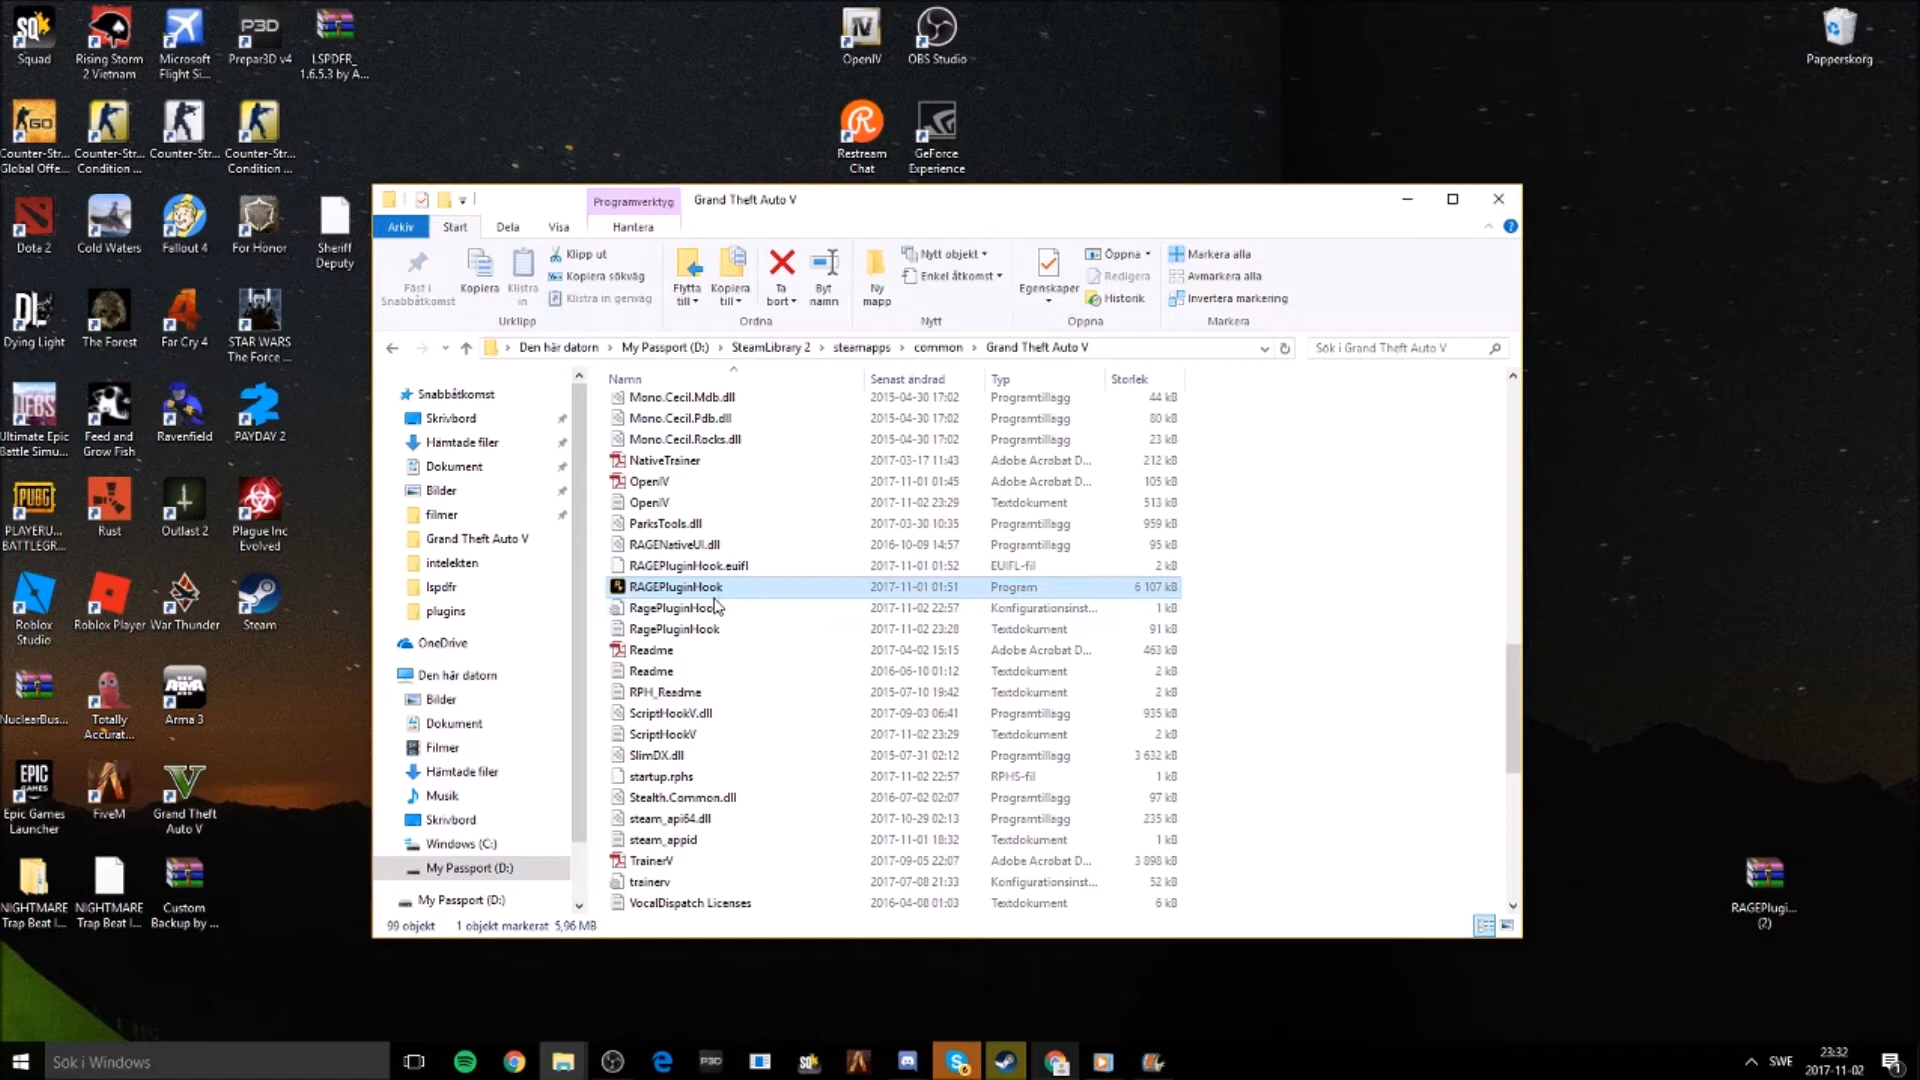 Squad
Rising Storm
2 Vietnam
Microsoft
Flight Si...
P3D
Prepar3D v4
LSPDFR_
1.6.5.3 by A...
OpenIV
OBS Studio
Papperskorg
Counter-Str...
Global Offe...
Counter-Str...
Condition ...
Counter-Str...
Counter-Str...
Condition ...
Restream
Chat
GeForce
Experience
Dota 2
Cold Waters
Fallout 4
For Honor
Sheriff
Deputy
Dying Light
The Forest
Far Cry 4
STAR WARS
The Force ...
Ultimate Epic
Battle Simu...
Feed and
Grow Fish
Ravenfield
PAYDAY 2
PUBG
PLAYERU...
BATTLEGR...
Rust
Outlast 2
Plague Inc
Evolved
Roblox
Studio
Roblox Player
War Thunder
Steam
NuclearBus...
Totally
Accurat...
Arma 3
Epic Games
Launcher
FiveM
Grand Theft
Auto V
NIGHTMARE
Trap Beat I...
NIGHTMARE
Trap Beat I...
Custom
Backup by ...
RAGEPlugi...
(2)
Programverktyg
Grand Theft Auto V
Arkiv
Start
Dela
Visa
Hantera
Fäst i
Snabbåtkomst
Kopiera
Klistra
in
Klipp ut
Kopiera sökväg
Klistra in genväg
Urklipp
Flytta
till
Kopiera
till
Ta
bort
Byt
namn
Ordna
Ny
mapp
Nytt objekt
Enkel åtkomst
Nytt
Egenskaper
Öppna
Redigera
Historik
Öppna
Markera alla
Avmarkera alla
Invertera markering
Markera
Den här datorn > My Passport (D:) > SteamLibrary 2 > steamapps > common > Grand Theft Auto V
Sök i Grand Theft Auto V
Snabbåtkomst
Skrivbord
Hämtade filer
Dokument
Bilder
filmer
Grand Theft Auto V
intelekten
lspdfr
plugins
OneDrive
Den här datorn
Bilder
Dokument
Filmer
Hämtade filer
Musik
Skrivbord
Windows (C:)
My Passport (D:)
My Passport (D:)
Namn Senast ändrad Typ Storlek
Mono.Cecil.Mdb.dll 2015-04-30 17:02 Programtillägg 44 kB
Mono.Cecil.Pdb.dll 2015-04-30 17:02 Programtillägg 80 kB
Mono.Cecil.Rocks.dll 2015-04-30 17:02 Programtillägg 23 kB
NativeTrainer 2017-03-17 11:43 Adobe Acrobat D... 212 kB
OpenIV 2017-11-01 01:45 Adobe Acrobat D... 105 kB
OpenIV 2017-11-02 23:29 Textdokument 513 kB
ParksTools.dll 2017-03-30 10:35 Programtillägg 959 kB
RAGENativeUI.dll 2016-10-09 14:57 Programtillägg 95 kB
RAGEPluginHook.euifl 2017-11-01 01:52 EUIFL-fil 2 kB
RAGEPluginHook 2017-11-01 01:51 Program 6 107 kB
RagePluginHook 2017-11-02 22:57 Konfigurationsinst... 1 kB
RagePluginHook 2017-11-02 23:28 Textdokument 91 kB
Readme 2017-04-02 15:15 Adobe Acrobat D... 463 kB
Readme 2016-06-10 01:12 Textdokument 2 kB
RPH_Readme 2015-07-10 19:42 Textdokument 2 kB
ScriptHookV.dll 2017-09-03 06:41 Programtillägg 935 kB
ScriptHookV 2017-11-02 23:29 Textdokument 2 kB
SlimDX.dll 2015-07-31 02:12 Programtillägg 3 632 kB
startup.rphs 2017-11-02 22:57 RPHS-fil 1 kB
Stealth.Common.dll 2016-07-02 02:07 Programtillägg 97 kB
steam_api64.dll 2017-10-29 02:13 Programtillägg 235 kB
steam_appid 2017-11-01 18:32 Textdokument 1 kB
TrainerV 2017-09-05 22:07 Adobe Acrobat D... 3 898 kB
trainerv 2017-07-08 21:33 Konfigurationsinst... 52 kB
VocalDispatch Licenses 2016-04-08 01:03 Textdokument 6 kB
99 objekt 1 objekt markerat 5,96 MB
Sök i Windows
SWE
23:32
2017-11-02